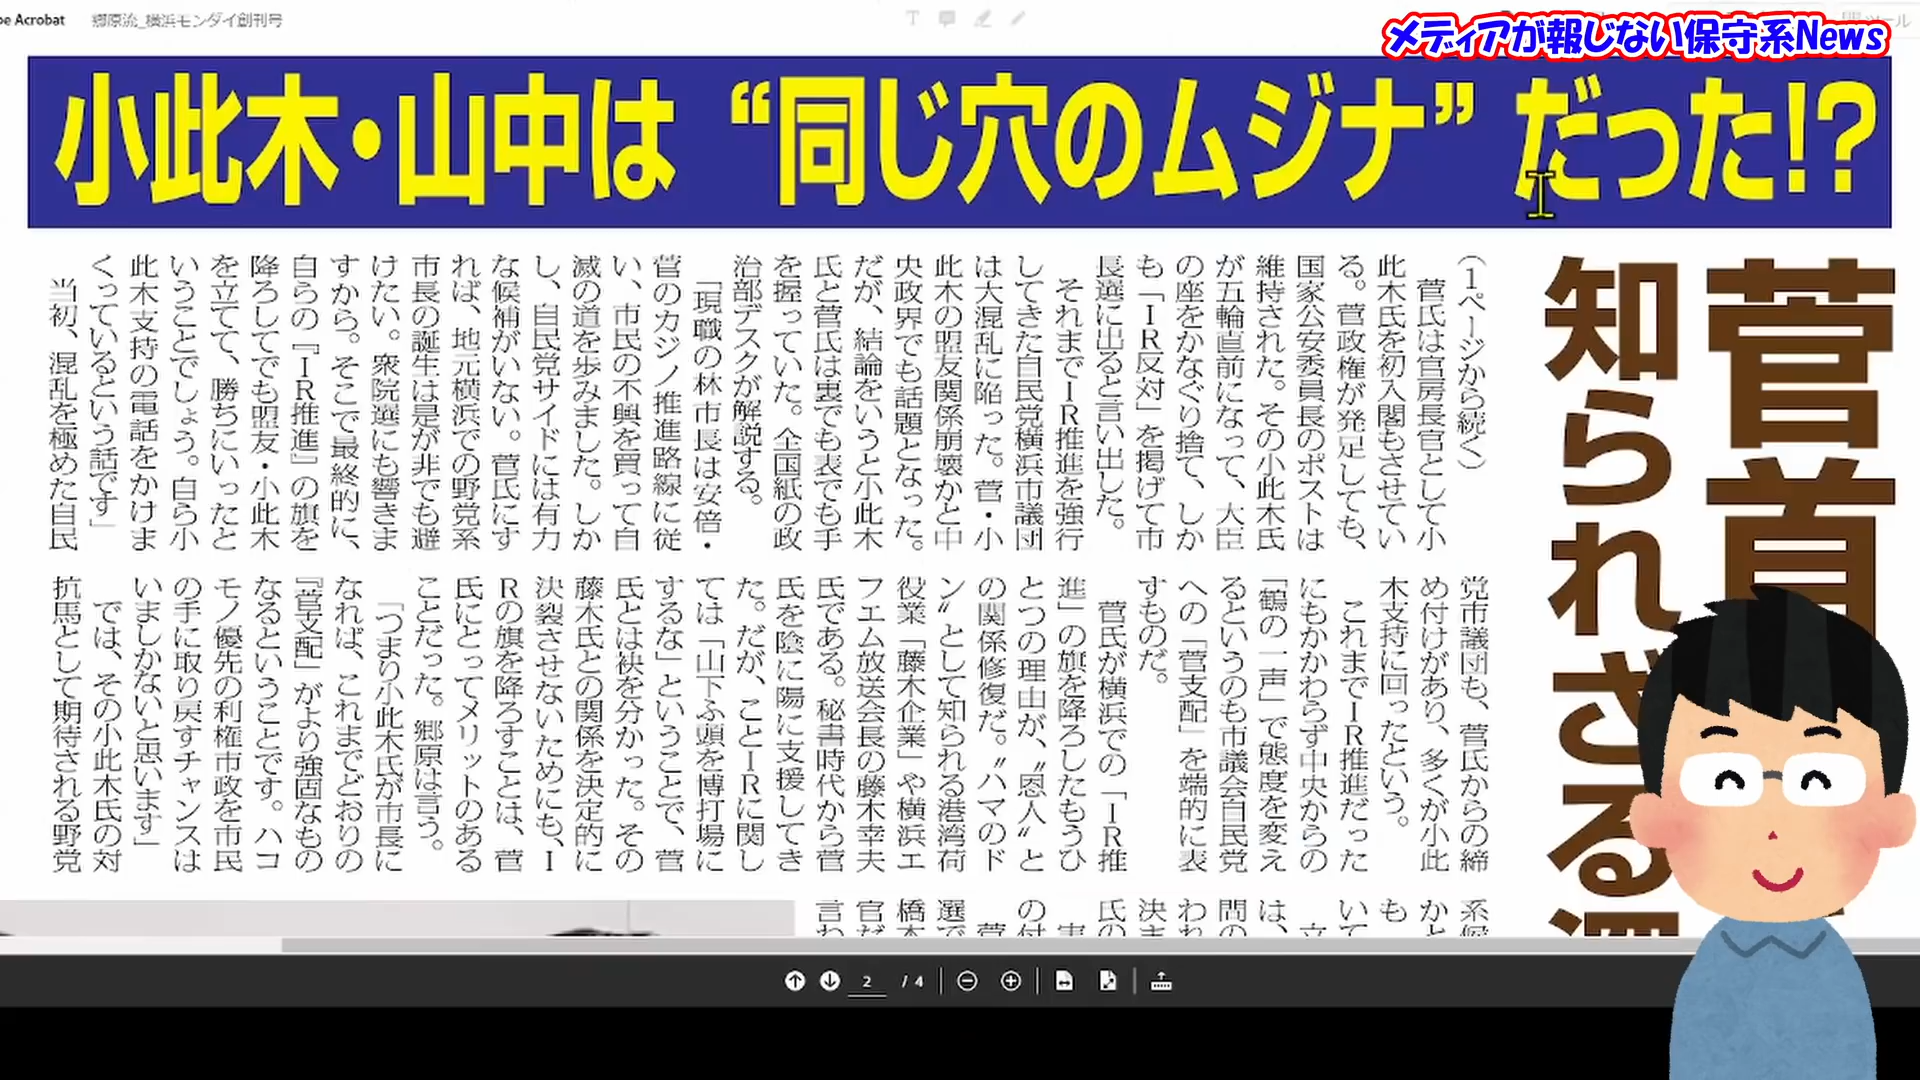 be Acrobat
郷原流_横浜モンダイ創刊号
メディアが報じない保守系News
小此木・山中は “同じ穴のムジナ” だった!?
菅首
知られざる
(1ページから続く)
菅氏は官房長官として小
此木氏を初入閣もさせてい
る。菅政権が発足しても、
国家公安委員長のポストは
維持された。その小此木氏
が五輪直前になって、大臣
の座をかなぐり捨て、しか
も「IR反対」を掲げて市
長選に出ると言い出した。
それまでIR推進を強行
してきた自民党横浜市議団
は大混乱に陥った。菅・小
此木の盟友関係崩壊かと中
央政界でも話題となった。
だが、結論をいうと小此木
氏と菅氏は裏でも表でも手
を握っていた。全国紙の政
治部デスクが解説する。
「現職の林市長は安倍・
菅のカジノ推進路線に従
い、市民の不興を買って自
滅の道を歩みました。しか
し、自民党サイドには有力
な候補がいない。菅氏にす
れば、地元横浜での野党系
市長の誕生は是が非でも避
けたい。衆院選にも響きま
すから。そこで最終的に、
自らの『IR推進』の旗を
降ろしてでも盟友・小此木
を立てて、勝ちにいったと
いうことでしょう。自ら小
此木支持の電話をかけま
くっているという話です」
当初、混乱を極めた自民
党市議団も、菅氏からの締
め付けがあり、多くが小此
木支持に回ったという。
これまでIR推進だった
にもかかわらず中央からの
「鶴の一声」で態度を変え
るというのも市議会自民党
への「菅支配」を端的に表
すものだ。
菅氏が横浜での「IR推
進」の旗を降ろしたもうひ
とつの理由が、〝恩人〟と
の関係修復だ。〝ハマのド
ン〟として知られる港湾荷
役業「藤木企業」や横浜エ
フエム放送会長の藤木幸夫
氏である。秘書時代から菅
氏を陰に陽に支援してき
た。だが、ことIRに関し
ては「山下ふ頭を博打場に
するな」ということで、菅
氏とは袂を分かった。その
藤木氏との関係を決定的に
決裂させないためにも、I
Rの旗を降ろすことは、菅
氏にとってメリットのある
ことだった。郷原は言う。
「つまり小此木氏が市長に
なれば、これまでどおりの
『菅支配』がより強固なもの
なるということです。ハコ
モノ優先の利権市政を市民
の手に取り戻すチャンスは
いましかないと思います」
では、その小此木氏の対
抗馬として期待される野党
2 / 4